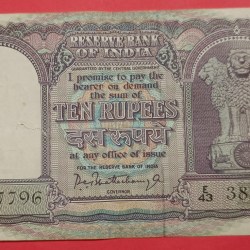 RESERVE BANK
OF INDIA
GUARANTEED BY THE CENTRAL GOVERNMENT
I promise to pay the
bearer on demand
the sum of
TEN RUPEES
दस रूपये
at any office of issue
FOR THE RESERVE BANK OF INDIA
GOVERNOR
7796
E/43 38